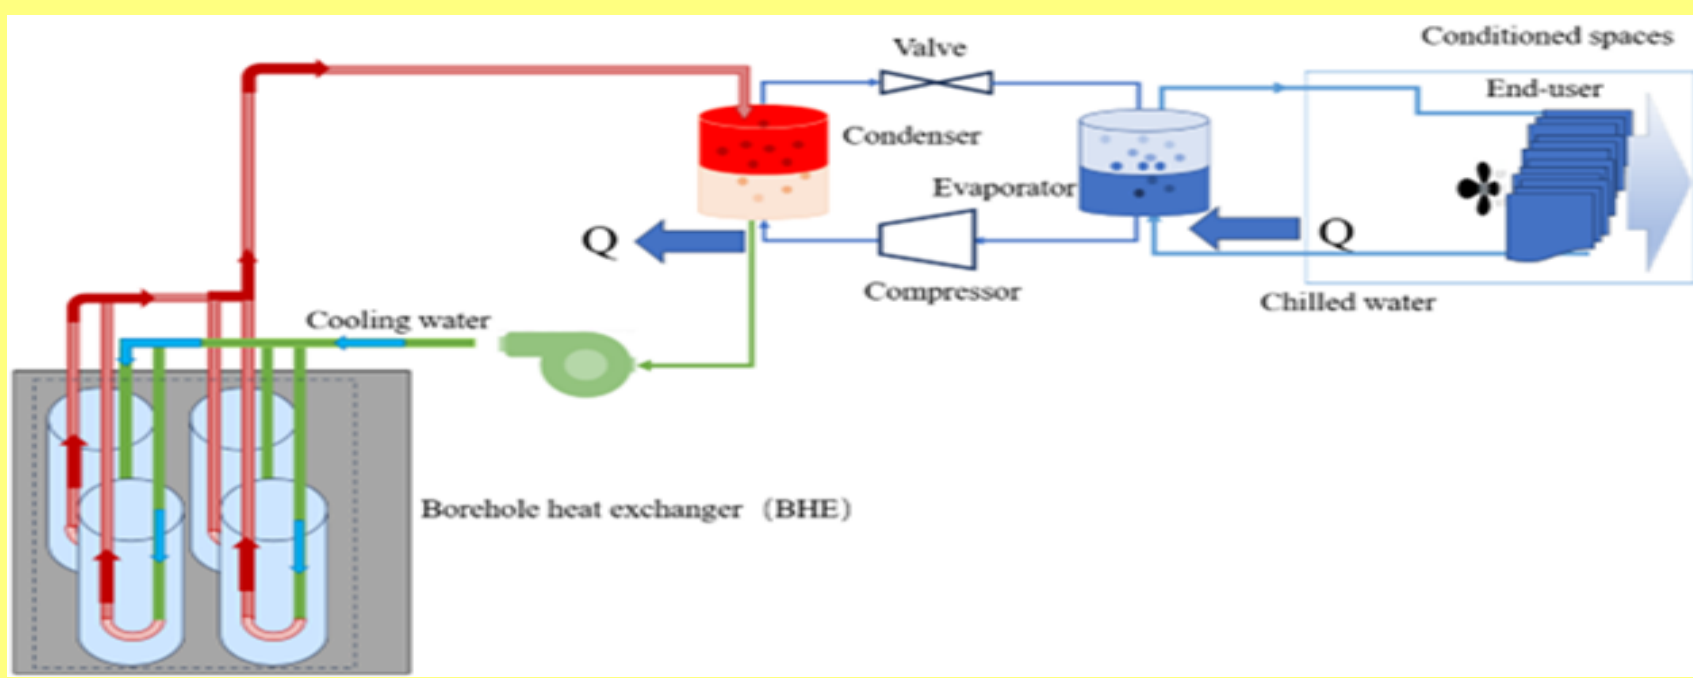 Valve
Conditioned spaces
End-user
Condenser
Evaporator
Q
Q
Compressor
Chilled water
Cooling water
Borehole heat exchanger（BHE）